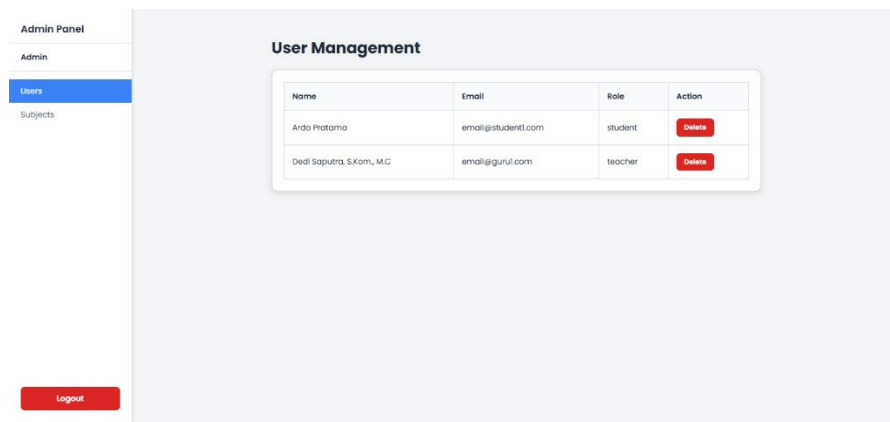 Admin Panel
Admin
Users
Subjects
Logout
User Management
Name Email Role Action
Ardo Pratama email@student1.com student Delete
Dedi Saputra, S.Kom., M.C email@guru1.com teacher Delete